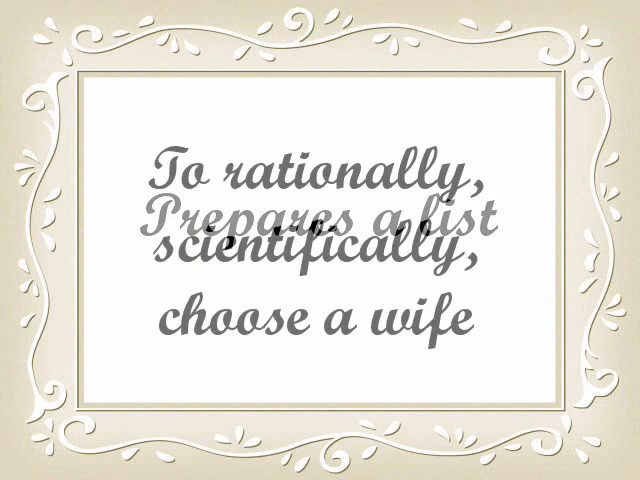 To rationally,
Prepares a list
scientifically,
choose a wife